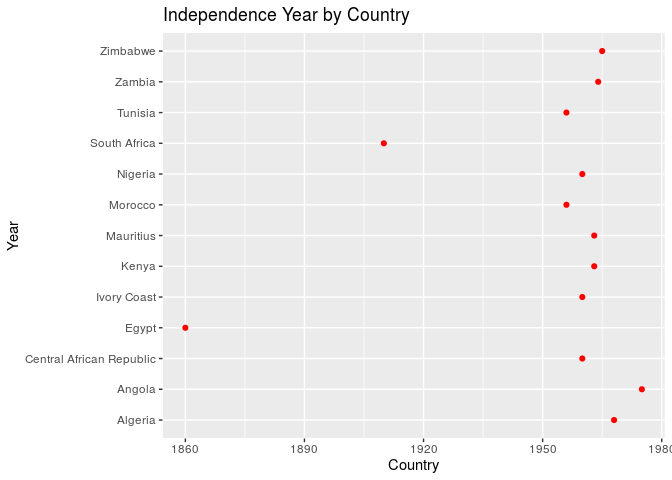 Independence Year by Country
Zimbabwe
Zambia
Tunisia
South Africa
Nigeria
Morocco
Mauritius
Kenya
Ivory Coast
Egypt
Central African Republic
Angola
Algeria
Year
1860 1890 1920 1950 1980
Country